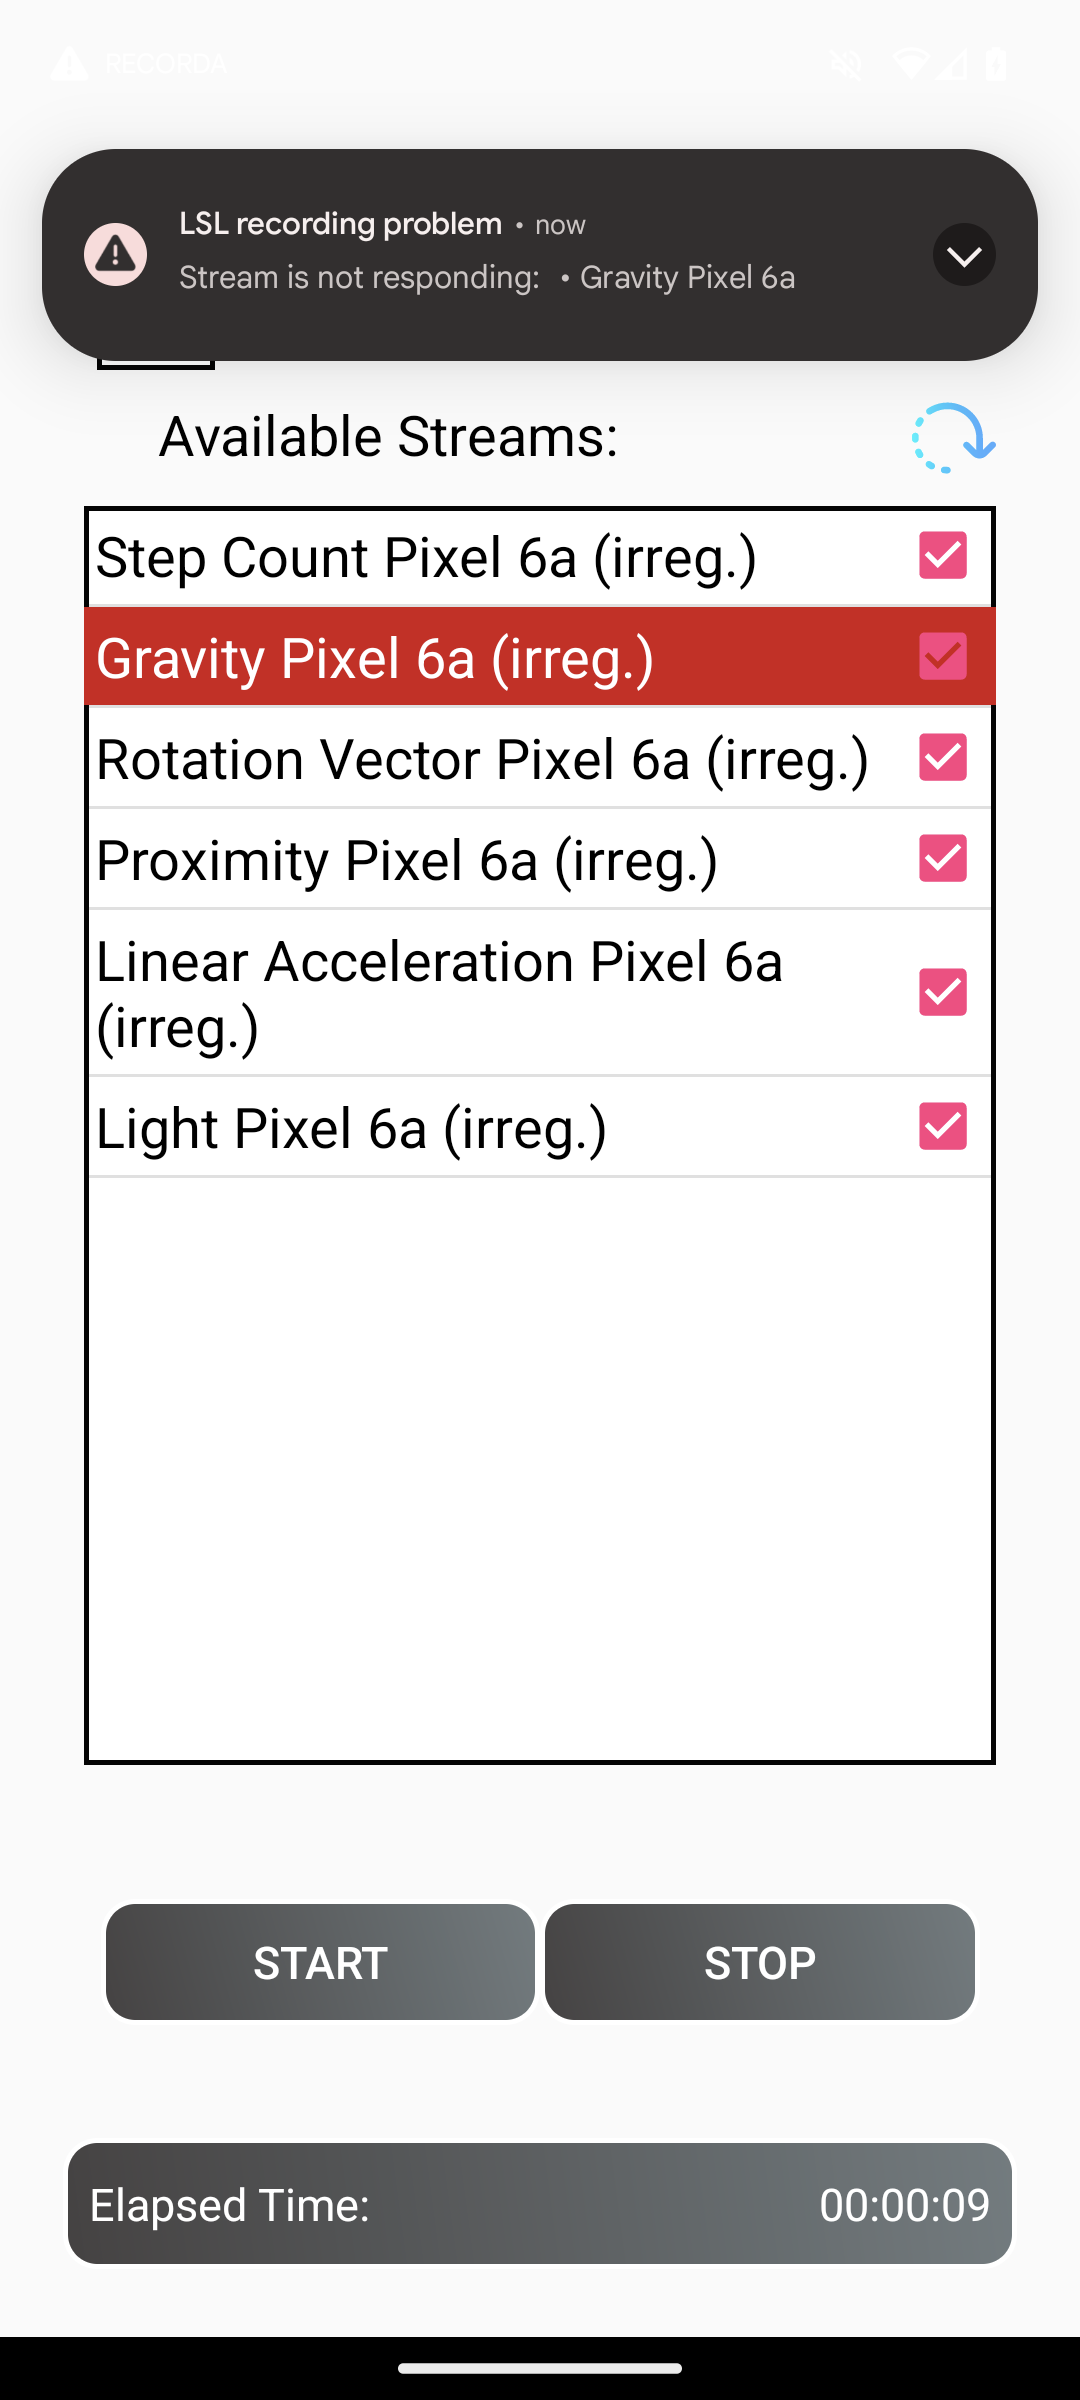 RECORDA
LSL recording problem • now
Stream is not responding: • Gravity Pixel 6a
Available Streams:
Step Count Pixel 6a (irreg.)
Gravity Pixel 6a (irreg.)
Rotation Vector Pixel 6a (irreg.)
Proximity Pixel 6a (irreg.)
Linear Acceleration Pixel 6a
(irreg.)
Light Pixel 6a (irreg.)
START
STOP
Elapsed Time:
00:00:09